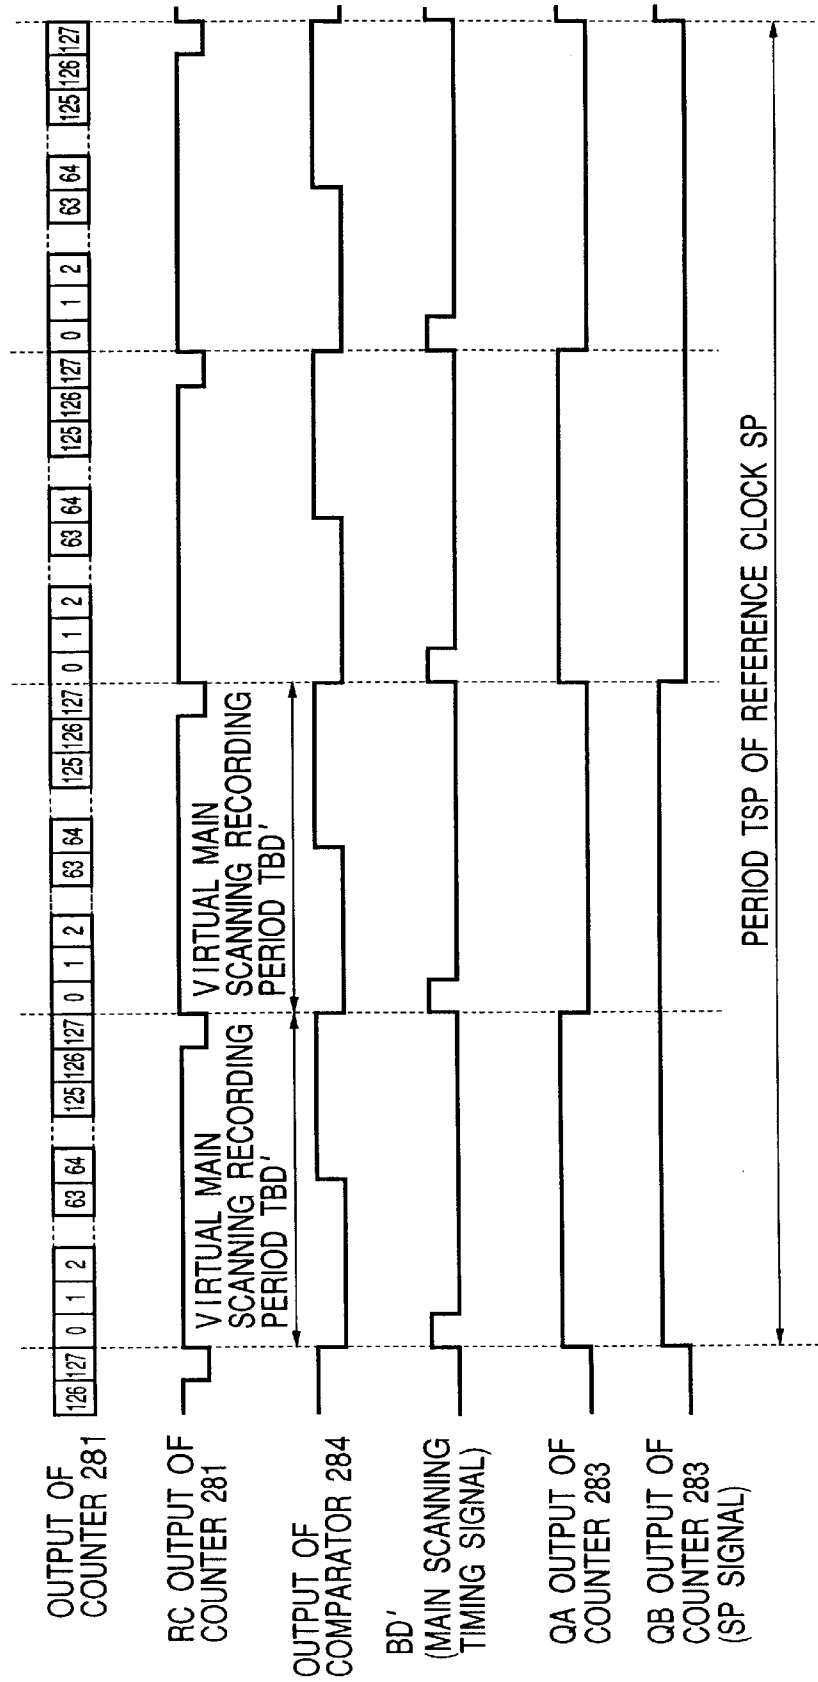 OUTPUT OF
COUNTER 281
126 127 0 1 2 63 64 125 126 127 0 1 2 63 64 125 126 127 0 1 2 63 64 125 126 127 0 1 2 63 64 125 126 127
RC OUTPUT OF
COUNTER 281
VIRTUAL MAIN
SCANNING RECORDING
PERIOD TBD'
VIRTUAL MAIN
SCANNING RECORDING
PERIOD TBD'
OUTPUT OF
COMPARATOR 284
BD'
(MAIN SCANNING
TIMING SIGNAL)
QA OUTPUT OF
COUNTER 283
QB OUTPUT OF
COUNTER 283
(SP SIGNAL)
PERIOD TSP OF REFERENCE CLOCK SP